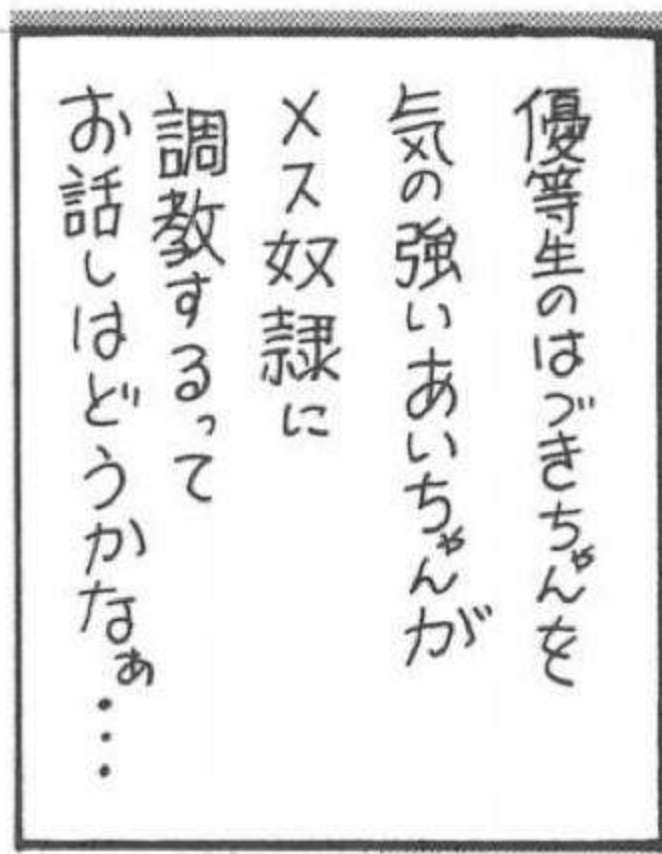 優等生のはづきちゃんを
気の強いあいちゃんが
メス奴隷に
調教するって
お話しはどうかなぁ…